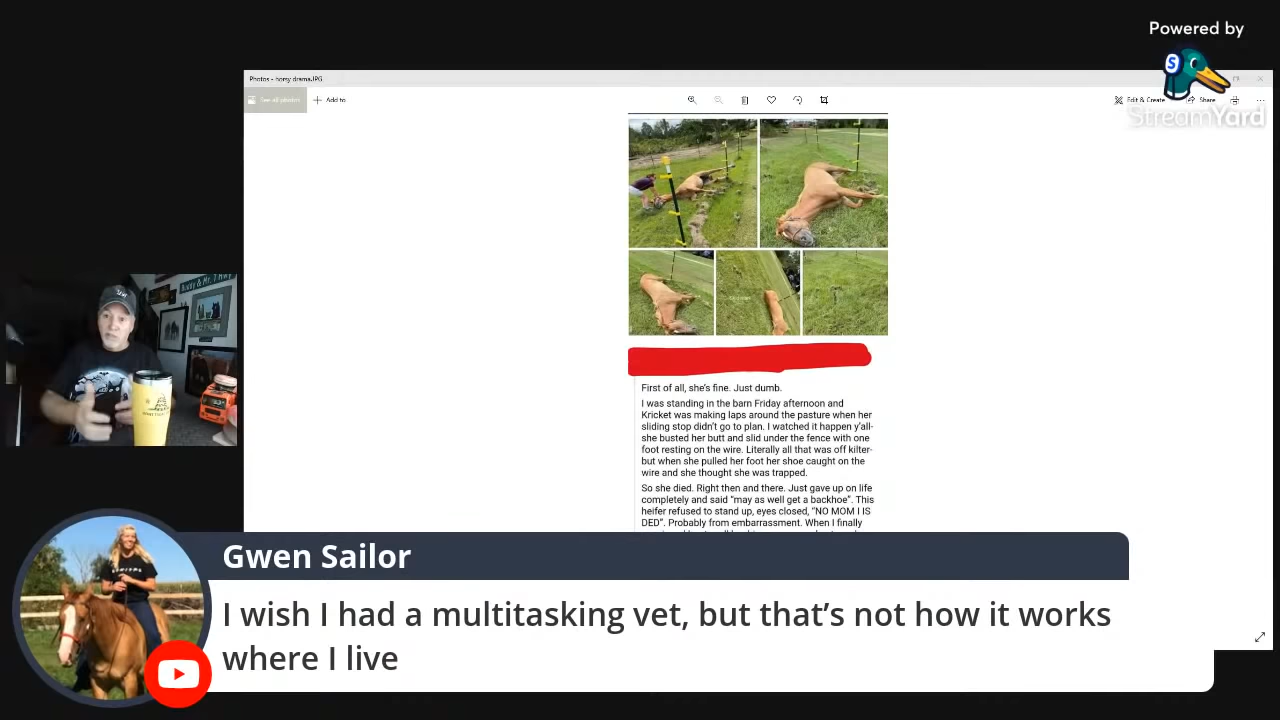 Powered by
StreamYard
Photos - horsy drama.JPG
See all photos
Add to
Edit & Create
Share
First of all, she's fine. Just dumb.
I was standing in the barn Friday afternoon and
Kricket was making laps around the pasture when her
sliding stop didn't go to plan. I watched it happen y'all-
she busted her butt and slid under the fence with one
foot resting on the wire. Literally all that was off kilter-
but when she pulled her foot her shoe caught on the
wire and she thought she was trapped.
So she died. Right then and there. Just gave up on life
completely and said “may as well get a backhoe”. This
heifer refused to stand up, eyes closed, “NO MOM I IS
DED”. Probably from embarrassment. When I finally
Gwen Sailor
I wish I had a multitasking vet, but that's not how it works
where I live